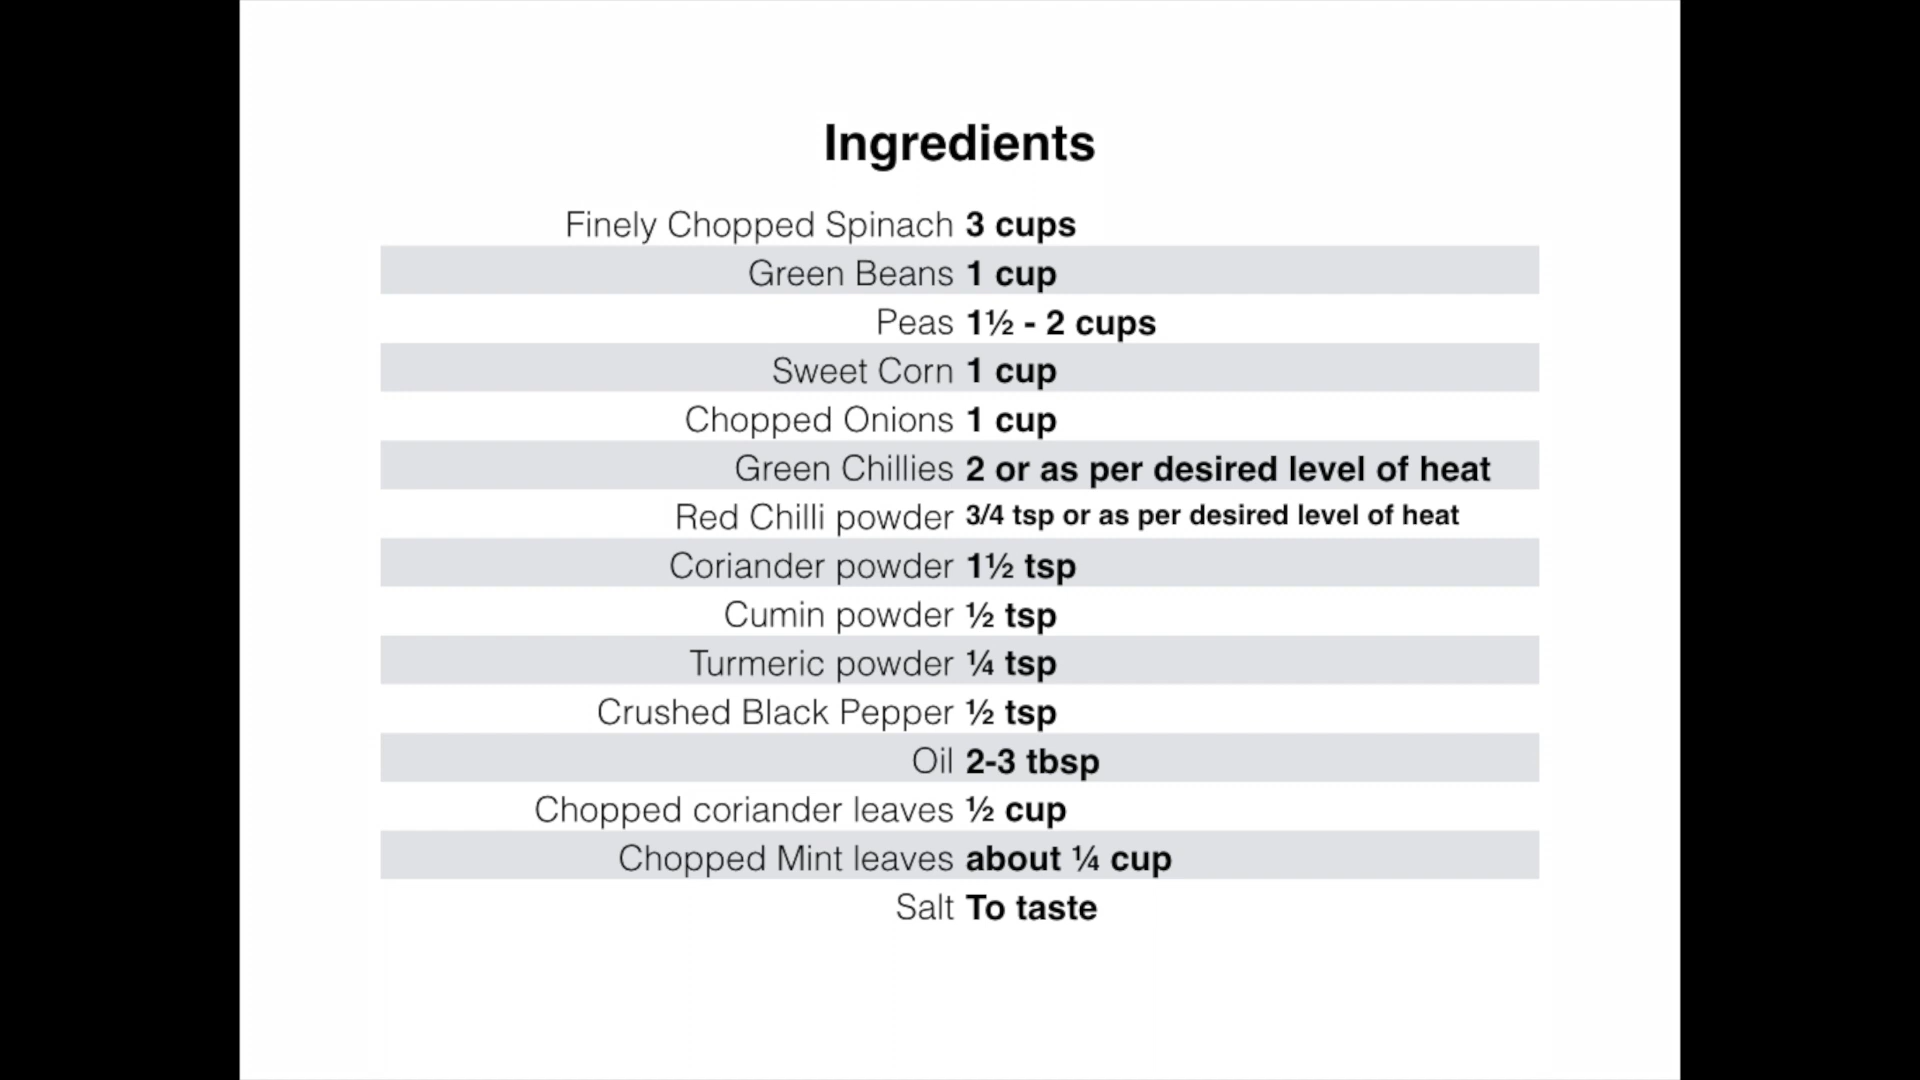 Ingredients
Finely Chopped Spinach 3 cups
Green Beans 1 cup
Peas 1½ - 2 cups
Sweet Corn 1 cup
Chopped Onions 1 cup
Green Chillies 2 or as per desired level of heat
Red Chilli powder 3/4 tsp or as per desired level of heat
Coriander powder 1½ tsp
Cumin powder ½ tsp
Turmeric powder ¼ tsp
Crushed Black Pepper ½ tsp
Oil 2-3 tbsp
Chopped coriander leaves ½ cup
Chopped Mint leaves about ¼ cup
Salt To taste